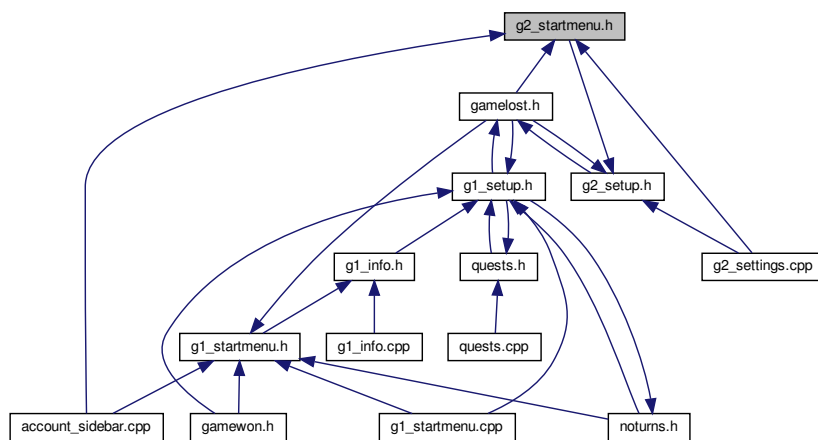 g2_startmenu.h
gamelost.h
g1_setup.h
g2_setup.h
g1_info.h
quests.h
g2_settings.cpp
g1_startmenu.h
g1_info.cpp
quests.cpp
account_sidebar.cpp
gamewon.h
g1_startmenu.cpp
noturns.h